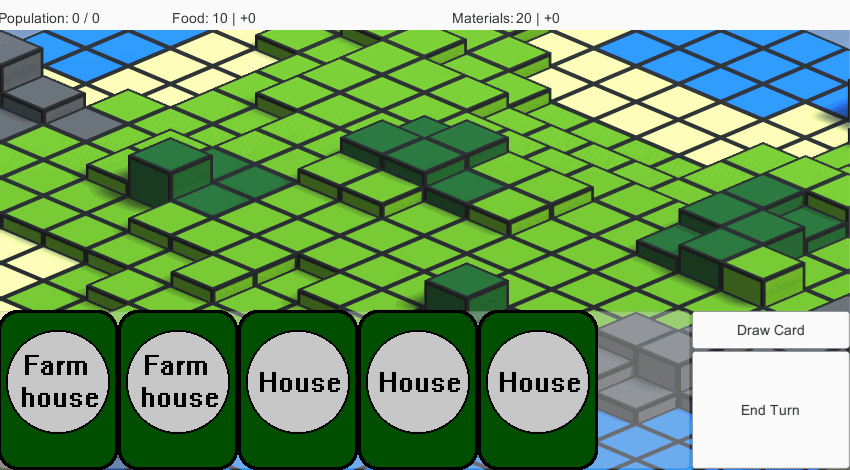 Population: 0 / 0
Food: 10 | +0
Materials: 20 | +0
Farm
house
Farm
house
House
House
House
Draw Card
End Turn